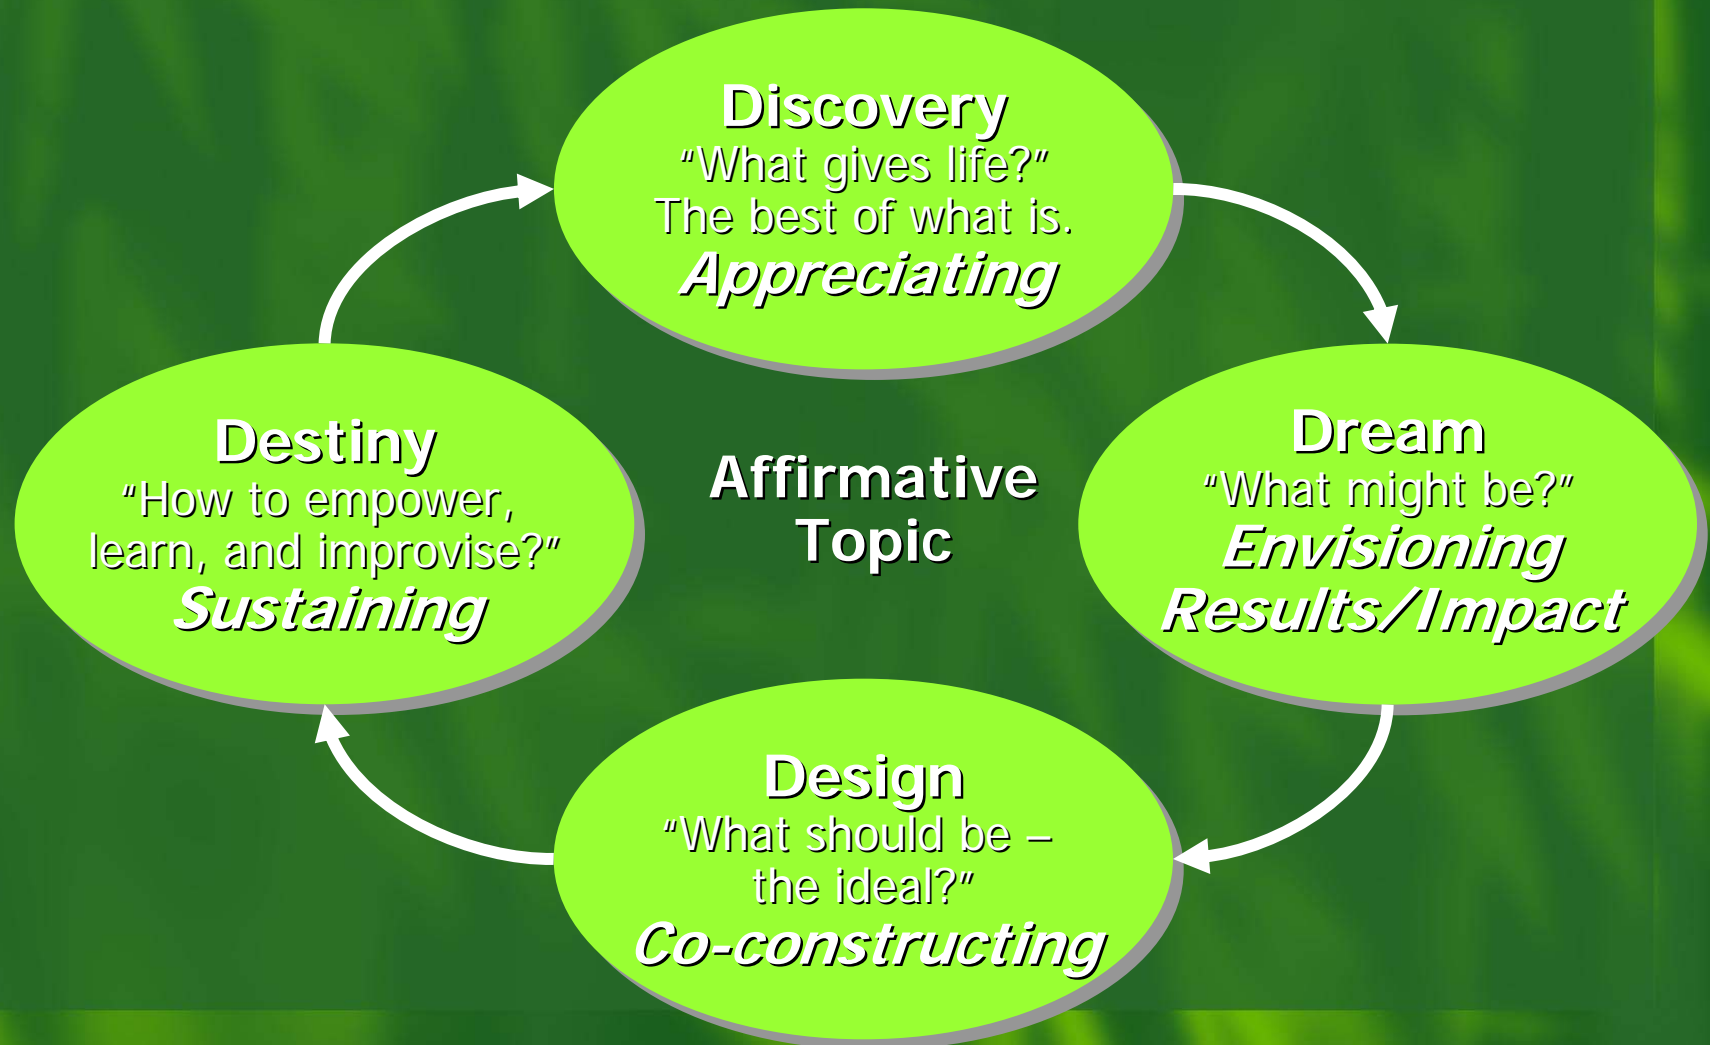 Discovery
“What gives life?”
The best of what is.
Appreciating
Destiny
“How to empower,
learn, and improvise?”
Sustaining
Affirmative
Topic
Dream
“What might be?”
Envisioning
Results/Impact
Design
“What should be –
the ideal?”
Co-constructing